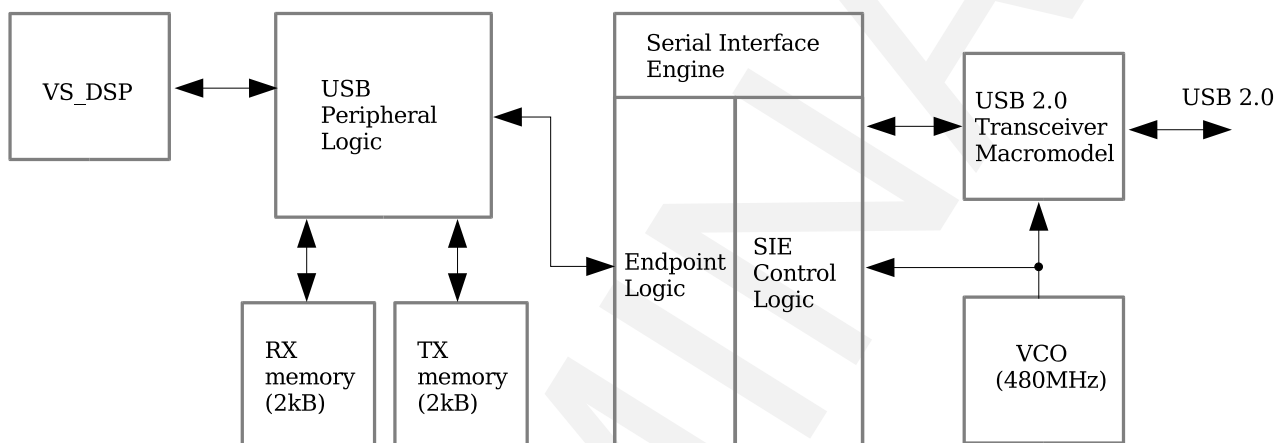 VS_DSP
USB
Peripheral
Logic
Serial Interface
Engine
USB 2.0
Transceiver
Macromodel
USB 2.0
Endpoint
Logic
SIE
Control
Logic
RX
memory
(2kB)
TX
memory
(2kB)
VCO
(480MHz)